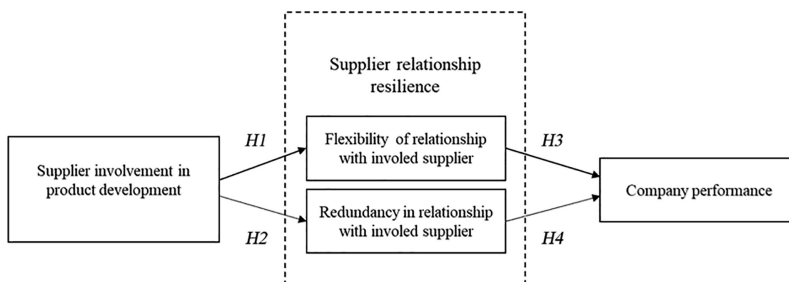 Supplier relationship
resilience
H1
Flexibility of relationship
with involed supplier
H3
Supplier involvement in
product development
Company performance
Redundancy in relationship
with involed supplier
H2
H4